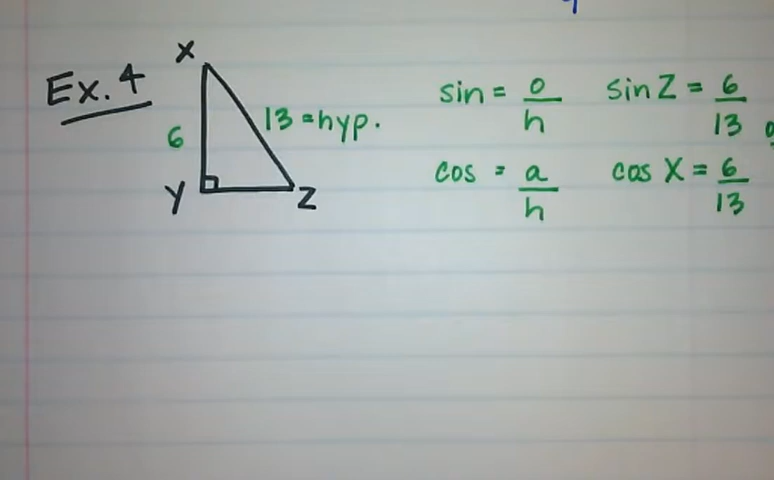 Ex. 4
X
6
13 = hyp.
Y
Z
sin = o/h
sin Z = 6/13
cos = a/h
cos X = 6/13